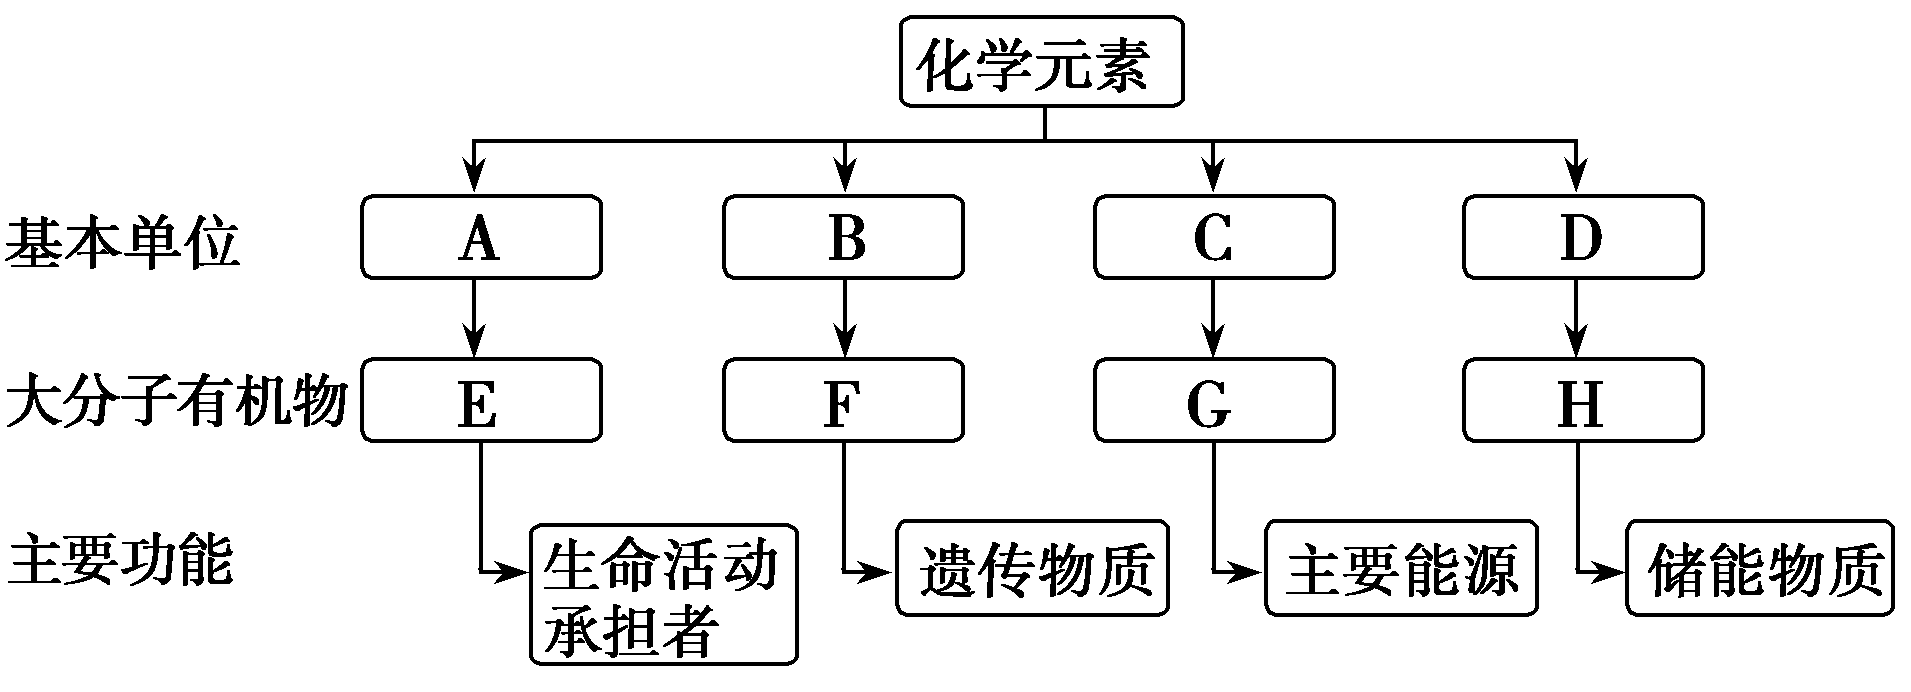 化学元素
基本单位 A B C D
大分子有机物 E F G H
主要功能
生命活动
承担者
遗传物质
主要能源
储能物质